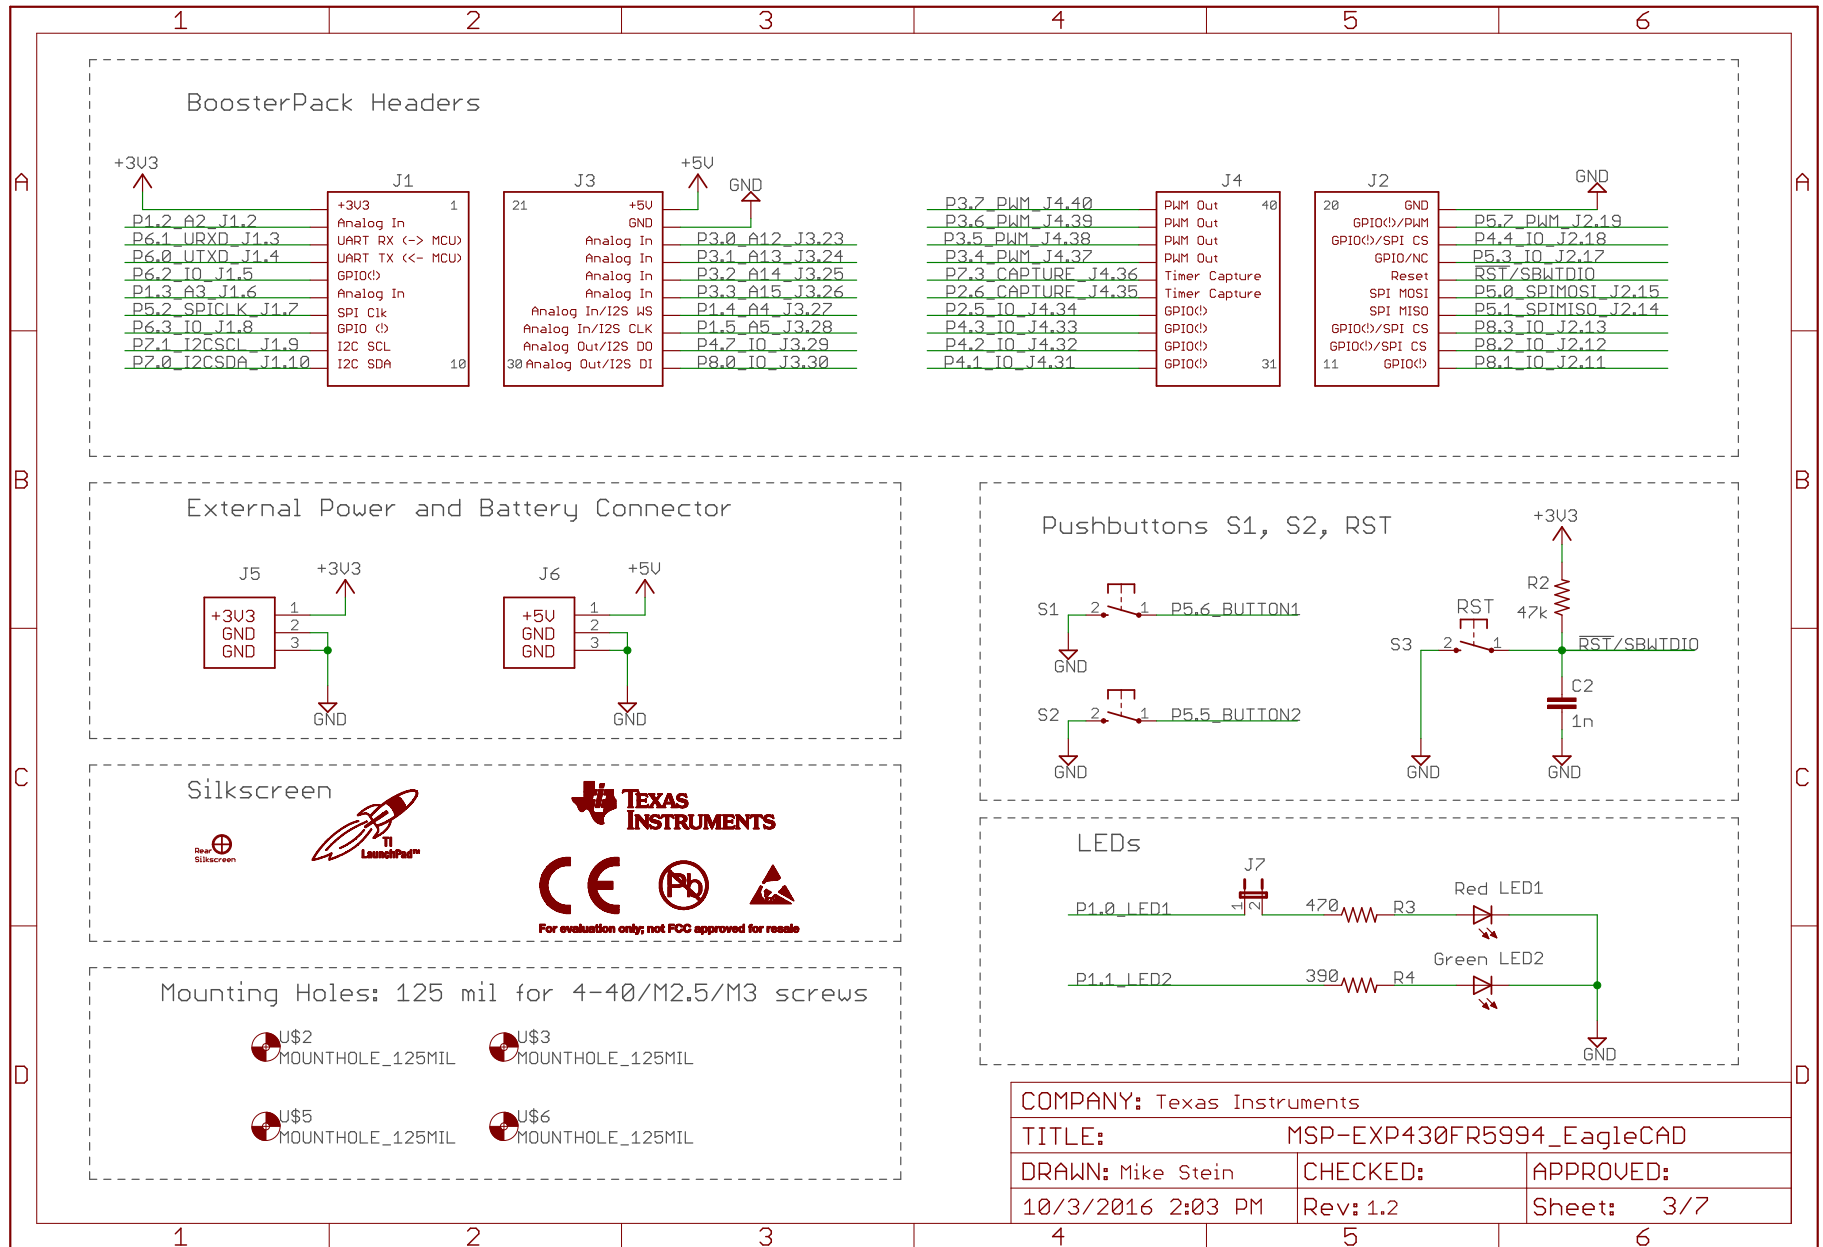 1 2 3 4 5 6
A A
B B
C C
D D
BoosterPack Headers
+3V3
J1
+3V3 1
Analog In
UART RX (-> MCU)
UART TX (<- MCU)
GPIO(!)
Analog In
SPI Clk
GPIO (!)
I2C SCL
I2C SDA 10
P1.2_A2_J1.2
P6.1_URXD_J1.3
P6.0_UTXD_J1.4
P6.2_IO_J1.5
P1.3_A3_J1.6
P5.2_SPICLK_J1.7
P6.3_IO_J1.8
P7.1_I2CSCL_J1.9
P7.0_I2CSDA_J1.10
J3
+5V
GND
21 +5V
GND
Analog In
Analog In
Analog In
Analog In
Analog In/I2S WS
Analog In/I2S CLK
Analog Out/I2S DO
30 Analog Out/I2S DI
P3.0_A12_J3.23
P3.1_A13_J3.24
P3.2_A14_J3.25
P3.3_A15_J3.26
P1.4_A4_J3.27
P1.5_A5_J3.28
P4.7_IO_J3.29
P8.0_IO_J3.30
J4
P3.7_PWM_J4.40
P3.6_PWM_J4.39
P3.5_PWM_J4.38
P3.4_PWM_J4.37
P7.3_CAPTURE_J4.36
P2.6_CAPTURE_J4.35
P2.5_IO_J4.34
P4.3_IO_J4.33
P4.2_IO_J4.32
P4.1_IO_J4.31
PWM Out 40
PWM Out
PWM Out
PWM Out
Timer Capture
Timer Capture
GPIO(!)
GPIO(!)
GPIO(!)
GPIO(!) 31
J2
GND
20 GND
GPIO(!)/PWM
GPIO(!)/SPI CS
GPIO/NC
Reset
SPI MOSI
SPI MISO
GPIO(!)/SPI CS
GPIO(!)/SPI CS
11 GPIO(!)
P5.7_PWM_J2.19
P4.4_IO_J2.18
P5.3_IO_J2.17
RST/SBWTDIO
P5.0_SPIMOSI_J2.15
P5.1_SPIMISO_J2.14
P8.3_IO_J2.13
P8.2_IO_J2.12
P8.1_IO_J2.11
External Power and Battery Connector
J5 +3V3
+3V3 1
GND 2
GND 3
GND
J6 +5V
+5V 1
GND 2
GND 3
GND
Pushbuttons S1, S2, RST
S1 2 1 P5.6_BUTTON1
GND
S2 2 1 P5.5_BUTTON2
GND
+3V3
R2
47k
RST
S3 2 1 RST/SBWTDIO
C2
1n
GND GND
Silkscreen
Rear
Silkscreen
TI
LaunchPad™
TEXAS
INSTRUMENTS
CE
Pb
For evaluation only; not FCC approved for resale
LEDs
J7
1 2
P1.0_LED1 470 R3 Red LED1
P1.1_LED2 390 R4 Green LED2
GND
Mounting Holes: 125 mil for 4-40/M2.5/M3 screws
U$2
MOUNTHOLE_125MIL
U$3
MOUNTHOLE_125MIL
U$5
MOUNTHOLE_125MIL
U$6
MOUNTHOLE_125MIL
COMPANY: Texas Instruments
TITLE: MSP-EXP430FR5994_EagleCAD
DRAWN: Mike Stein CHECKED: APPROVED:
10/3/2016 2:03 PM Rev: 1.2 Sheet: 3/7
1 2 3 4 5 6